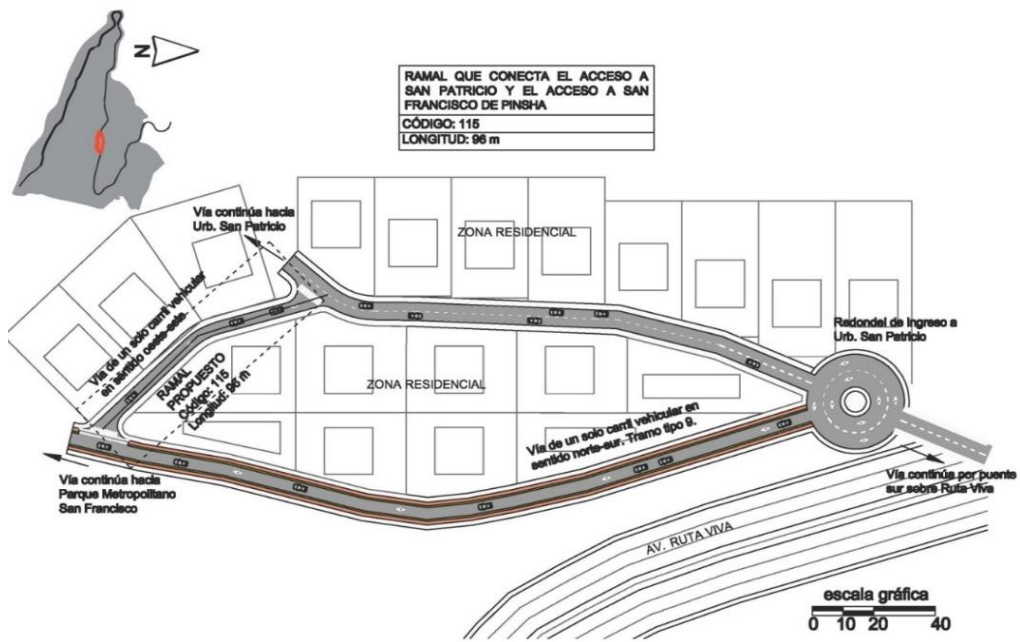 N
RAMAL QUE CONECTA EL ACCESO A
SAN PATRICIO Y EL ACCESO A SAN
FRANCISCO DE PINSHA
CÓDIGO: 115
LONGITUD: 96 m
Vía continúa hacia
Urb. San Patricio
ZONA RESIDENCIAL
Vía de un solo carril vehicular
en sentido oeste-este.
RAMAL
PROPUESTO
Código: 115
Longitud: 96 m
ZONA RESIDENCIAL
Redondel de ingreso a
Urb. San Patricio
Vía de un solo carril vehicular en
sentido norte-sur. Tramo tipo 9.
Vía continúa hacia
Parque Metropolitano
San Francisco
Vía continúa por puente
sur sobre Ruta Viva
AV. RUTA VIVA
escala gráfica
0 10 20 40